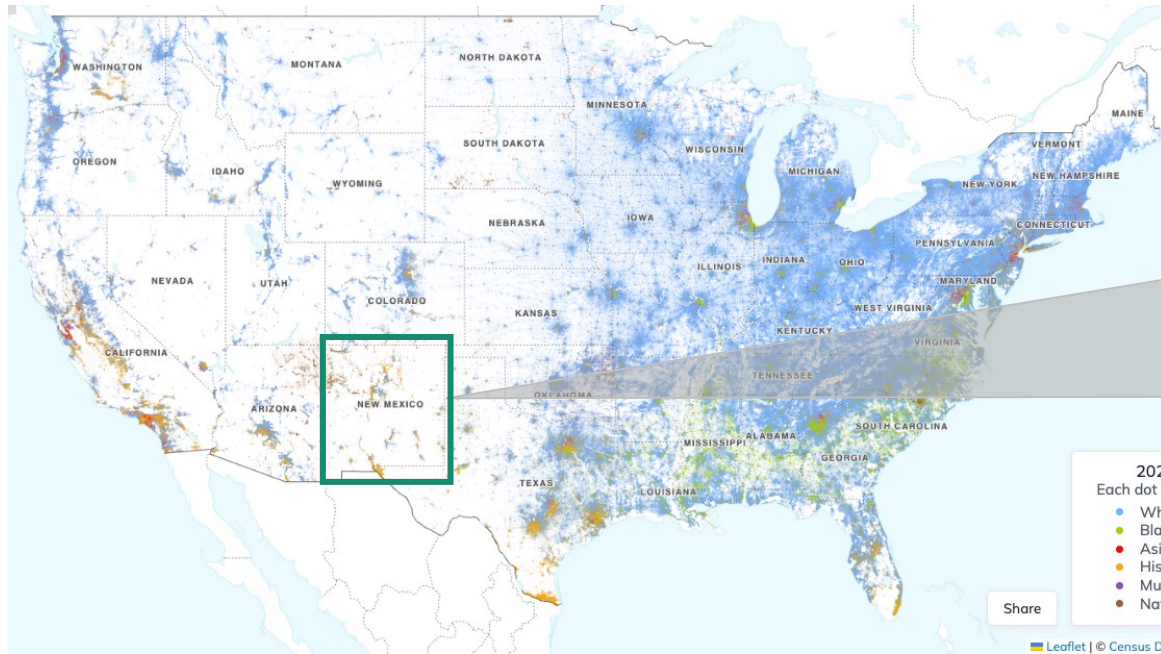 WASHINGTON
MONTANA
NORTH DAKOTA
MINNESOTA
MAINE
OREGON
IDAHO
SOUTH DAKOTA
WISCONSIN
VERMONT
MICHIGAN
NEW YORK
NEW HAMPSHIRE
WYOMING
NEBRASKA
IOWA
CONNECTICUT
PENNSYLVANIA
NEVADA
UTAH
COLORADO
ILLINOIS
INDIANA
OHIO
MARYLAND
KANSAS
WEST VIRGINIA
KENTUCKY
VIRGINIA
CALIFORNIA
TENNESSEE
OKLAHOMA
ARIZONA
NEW MEXICO
MISSISSIPPI
ALABAMA
SOUTH CAROLINA
GEORGIA
TEXAS
LOUISIANA
202
Each dot
Wh
Bla
Asi
His
Mu
Nat
Share
Leaflet | © Census D